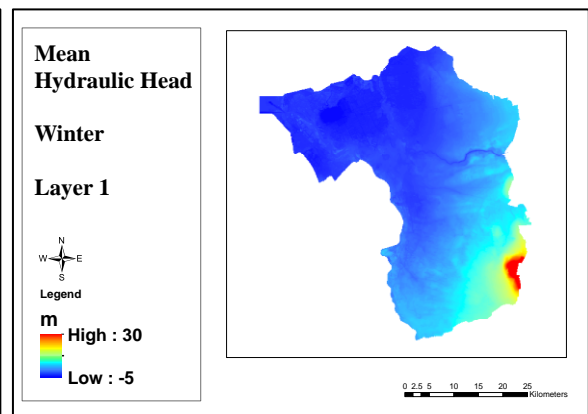 Mean
Hydraulic Head
Winter
Layer 1
N
W E
S
Legend
m
High : 30
Low : -5
0 2.5 5 10 15 20 25
Kilometers